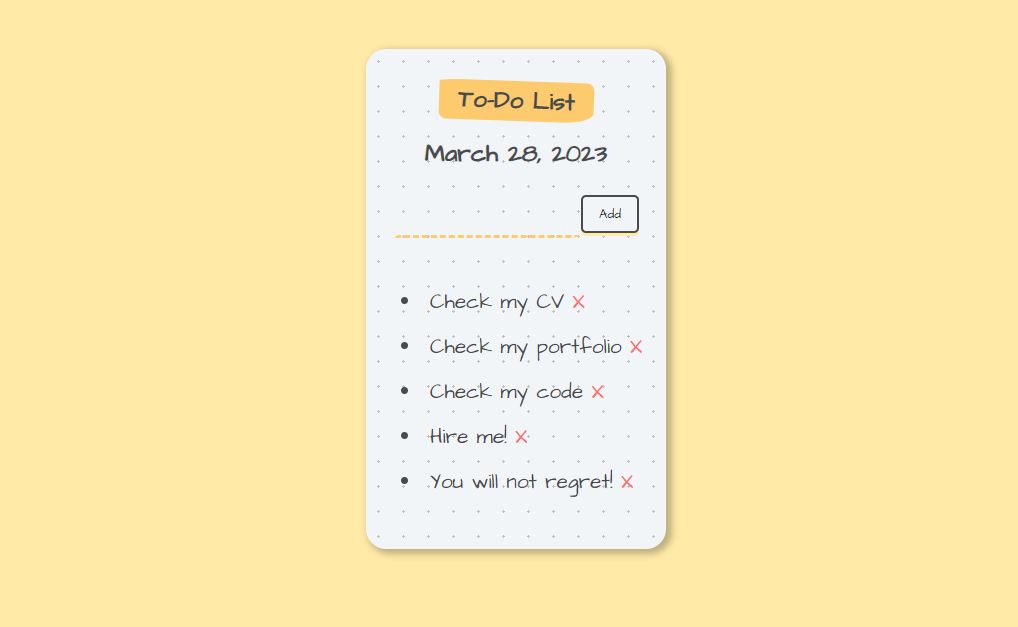 To-Do List
March 28, 2023
Add
Check my CV X
Check my portfolio X
Check my code X
Hire me! X
You will not regret! X